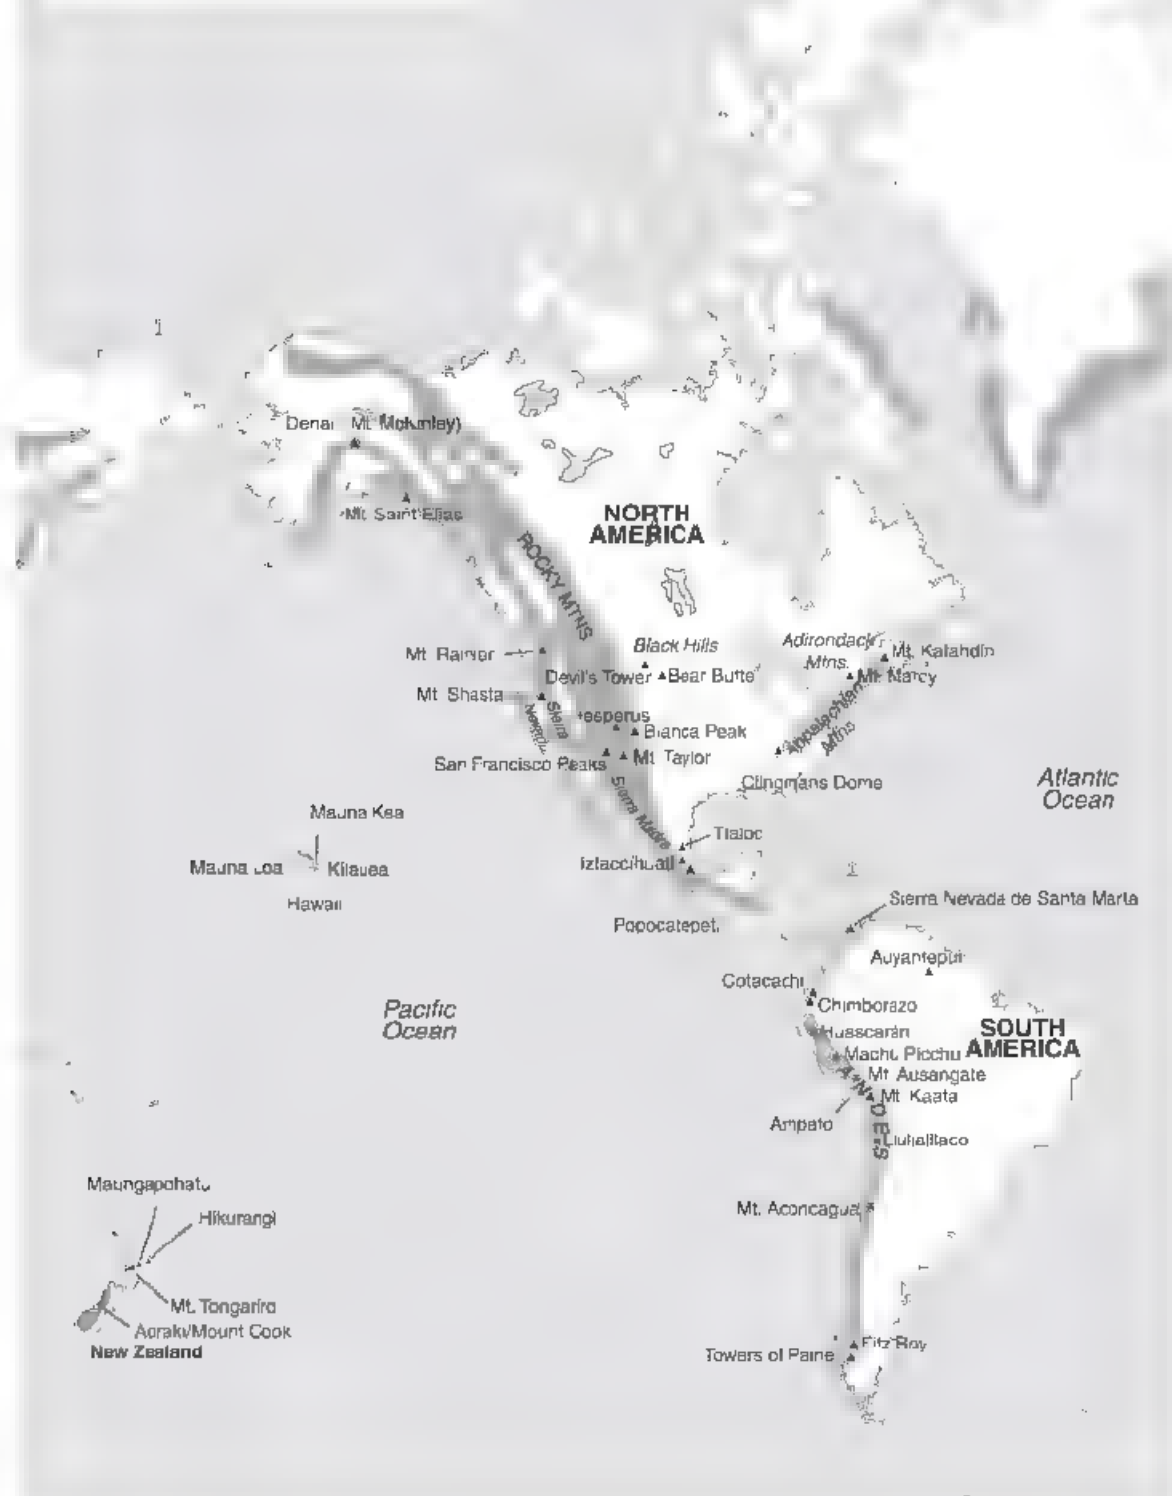 Denai Mt. McKinley)
Mt Saint Elias
NORTH
AMERICA
ROCKY MTNS
Black Hills
Adirondack
Mtns.
Mt. Katahdin
Mt Rainier
Devil's Tower
Bear Butte
Mt. Marcy
Mt Shasta
Sierra
Nevada
Appalachian
Mtns
esperus
Blanca Peak
San Francisco Peaks
Mt Taylor
Clingmans Dome
Sierra Madre
Atlantic
Ocean
Mauna Kea
Tlaloc
Mauna Loa
Kilauea
Iztaccihuatl
Hawaii
Popocatepet
Sierra Nevada de Santa Marta
Auyantepui
Cotacachi
Chimborazo
Pacific
Ocean
Huascarán
SOUTH
AMERICA
Machu Picchu
Mt Ausangate
Mt Kaata
ANDES
Ampato
Llullaillaco
Maungapohatu
Hikurangi
Mt. Aconcagua
Mt. Tongariro
Aoraki/Mount Cook
New Zealand
Fitz Roy
Towers of Paine